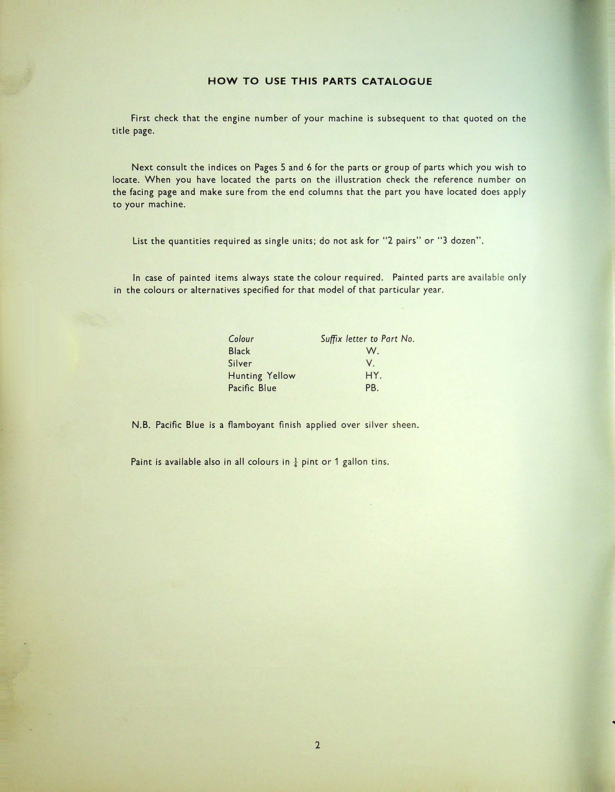 HOW TO USE THIS PARTS CATALOGUE
First check that the engine number of your machine is subsequent to that quoted on the
title page.
Next consult the indices on Pages 5 and 6 for the parts or group of parts which you wish to
locate. When you have located the parts on the illustration check the reference number on
the facing page and make sure from the end columns that the part you have located does apply
to your machine.
List the quantities required as single units; do not ask for "2 pairs" or "3 dozen".
In case of painted items always state the colour required. Painted parts are available only
in the colours or alternatives specified for that model of that particular year.
Colour Suffix letter to Part No.
Black W.
Silver V.
Hunting Yellow HY.
Pacific Blue PB.
N.B. Pacific Blue is a flamboyant finish applied over silver sheen.
Paint is available also in all colours in pint or 1 gallon tins.
2